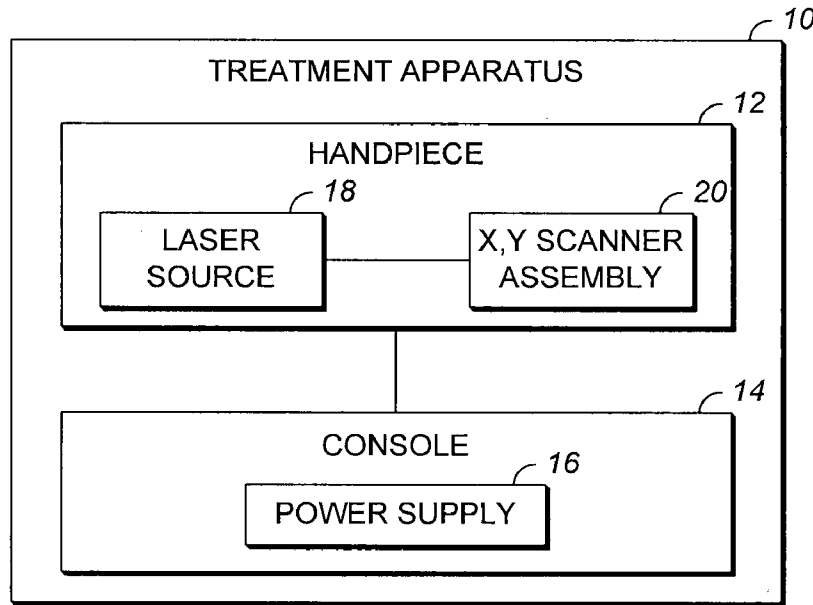 10
TREATMENT APPARATUS
12
HANDPIECE
18
20
LASER
SOURCE
X,Y SCANNER
ASSEMBLY
14
CONSOLE
16
POWER SUPPLY